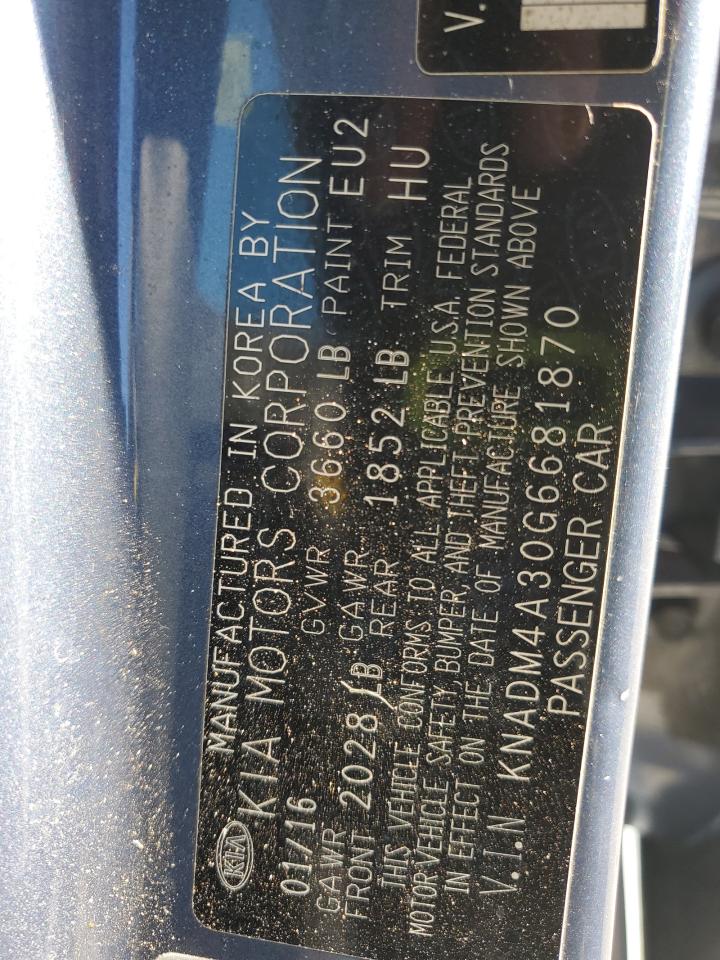 MANUFACTURED IN KOREA BY
KIA KIA MOTORS CORPORATION
01/16 GVWR 3660 LB PAINT EU2
GAWR FRONT 2028 LB GAWR REAR 1852 LB TRIM HU
THIS VEHICLE CONFORMS TO ALL APPLICABLE U.S.A. FEDERAL
MOTOR VEHICLE SAFETY, BUMPER, AND THEFT PREVENTION STANDARDS
IN EFFECT ON THE DATE OF MANUFACTURE SHOWN ABOVE
V.I.N KNADM4A30G6681870
PASSENGER CAR
V.